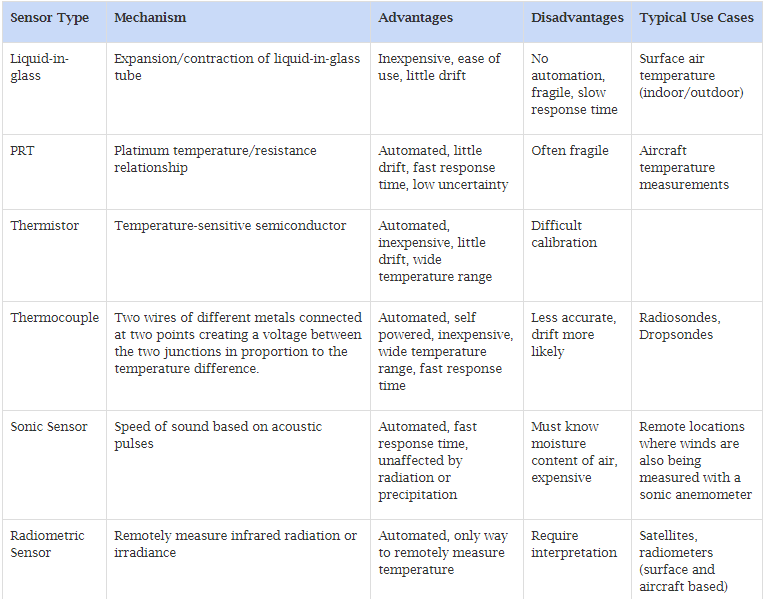 Sensor Type Mechanism Advantages Disadvantages Typical Use Cases
Liquid-in-
glass
Expansion/contraction of liquid-in-glass
tube
Inexpensive, ease of
use, little drift
No
automation,
fragile, slow
response time
Surface air
temperature
(indoor/outdoor)
PRT
Platinum temperature/resistance
relationship
Automated, little
drift, fast response
time, low uncertainty
Often fragile
Aircraft
temperature
measurements
Thermistor
Temperature-sensitive semiconductor
Automated,
inexpensive, little
drift, wide
temperature range
Difficult
calibration
Thermocouple
Two wires of different metals connected
at two points creating a voltage between
the two junctions in proportion to the
temperature difference.
Automated, self
powered, inexpensive,
wide temperature
range, fast response
time
Less accurate,
drift more
likely
Radiosondes,
Dropsondes
Sonic Sensor
Speed of sound based on acoustic
pulses
Automated, fast
response time,
unaffected by
radiation or
precipitation
Must know
moisture
content of air,
expensive
Remote locations
where winds are
also being
measured with a
sonic anemometer
Radiometric
Sensor
Remotely measure infrared radiation or
irradiance
Automated, only way
to remotely measure
temperature
Require
interpretation
Satellites,
radiometers
(surface and
aircraft based)